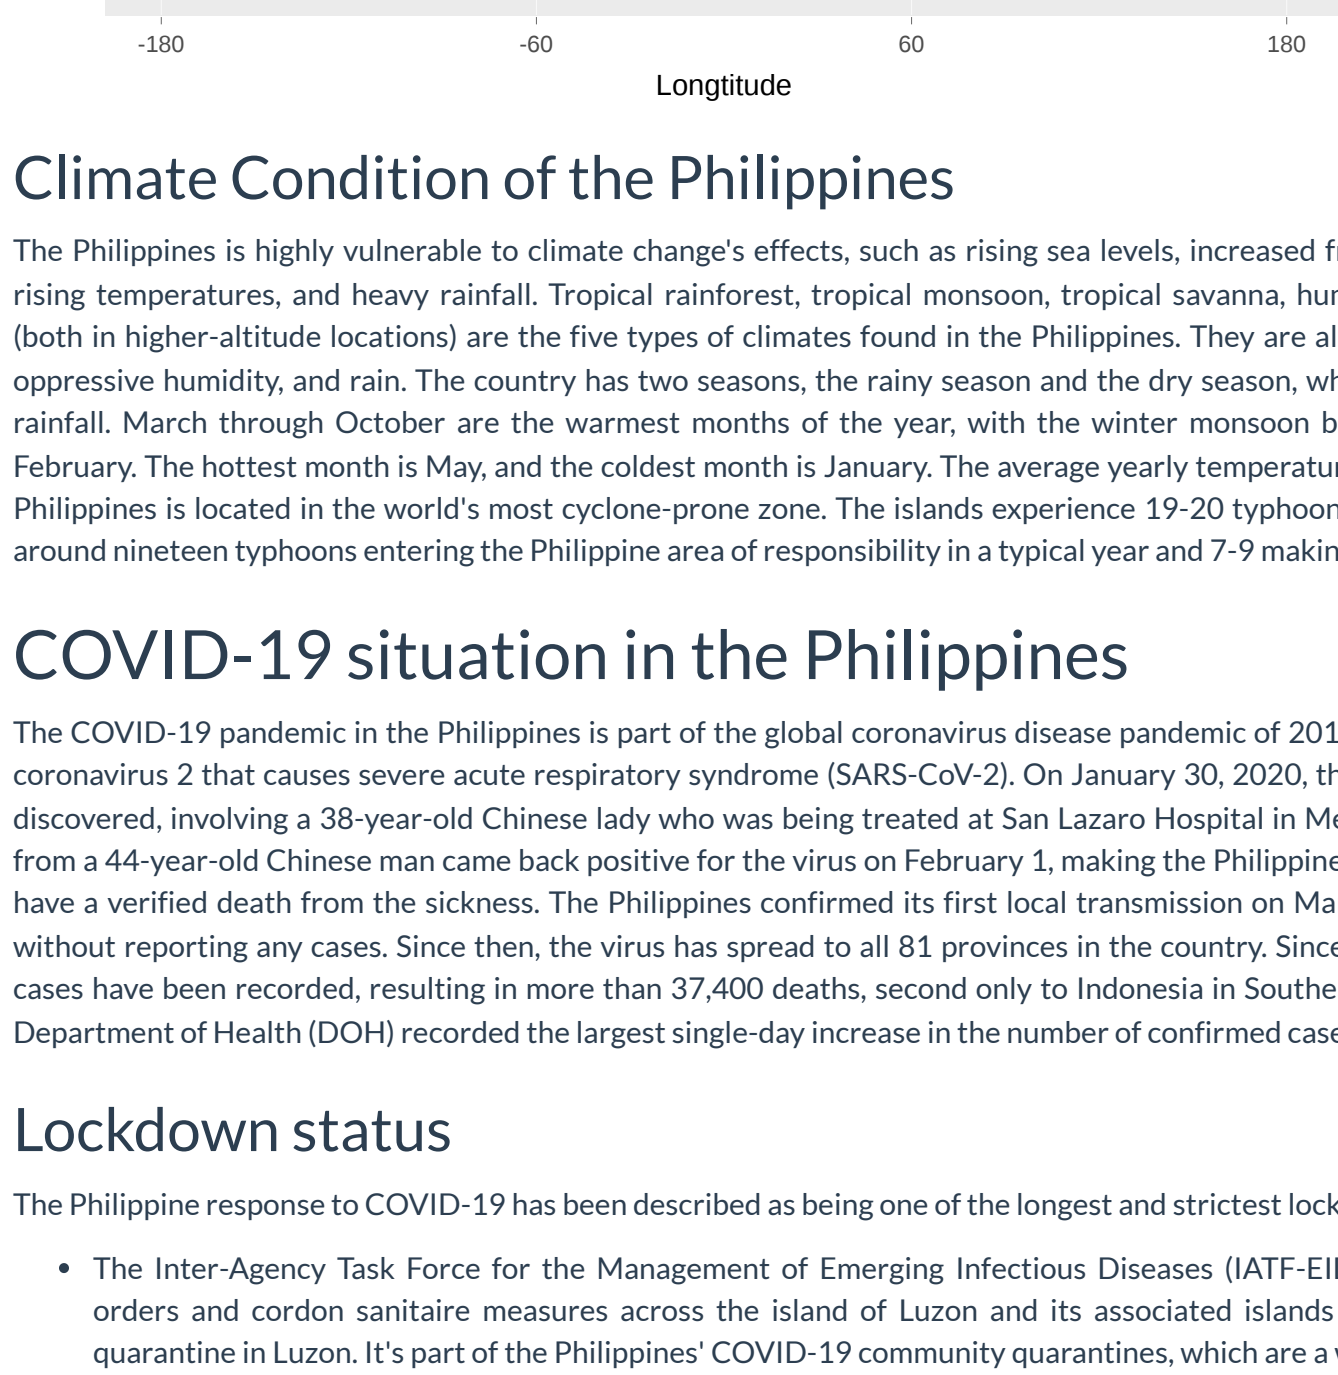 -180 -60 60 180
Longtitude
Climate Condition of the Philippines
The Philippines is highly vulnerable to climate change's effects, such as rising sea levels, increased
rising temperatures, and heavy rainfall. Tropical rainforest, tropical monsoon, tropical savanna,
(both in higher-altitude locations) are the five types of climates found in the Philippines. They are
oppressive humidity, and rain. The country has two seasons, the rainy season and the dry season,
rainfall. March through October are the warmest months of the year, with the winter monsoon
February. The hottest month is May, and the coldest month is January. The average yearly
Philippines is located in the world's most cyclone-prone zone. The islands experience 19-20
around nineteen typhoons entering the Philippine area of responsibility in a typical year and 7-9
COVID-19 situation in the Philippines
The COVID-19 pandemic in the Philippines is part of the global coronavirus disease pandemic of
coronavirus 2 that causes severe acute respiratory syndrome (SARS-CoV-2). On January 30, 2020,
discovered, involving a 38-year-old Chinese lady who was being treated at San Lazaro Hospital in
from a 44-year-old Chinese man came back positive for the virus on February 1, making the
have a verified death from the sickness. The Philippines confirmed its first local transmission on
without reporting any cases. Since then, the virus has spread to all 81 provinces in the country. Since
cases have been recorded, resulting in more than 37,400 deaths, second only to Indonesia in
Department of Health (DOH) recorded the largest single-day increase in the number of confirmed
Lockdown status
The Philippine response to COVID-19 has been described as being one of the longest and strictest
• The Inter-Agency Task Force for the Management of Emerging Infectious Diseases
orders and cordon sanitaire measures across the island of Luzon and its associated islands
quarantine in Luzon. It's part of the Philippines' COVID-19 community quarantines, which are a